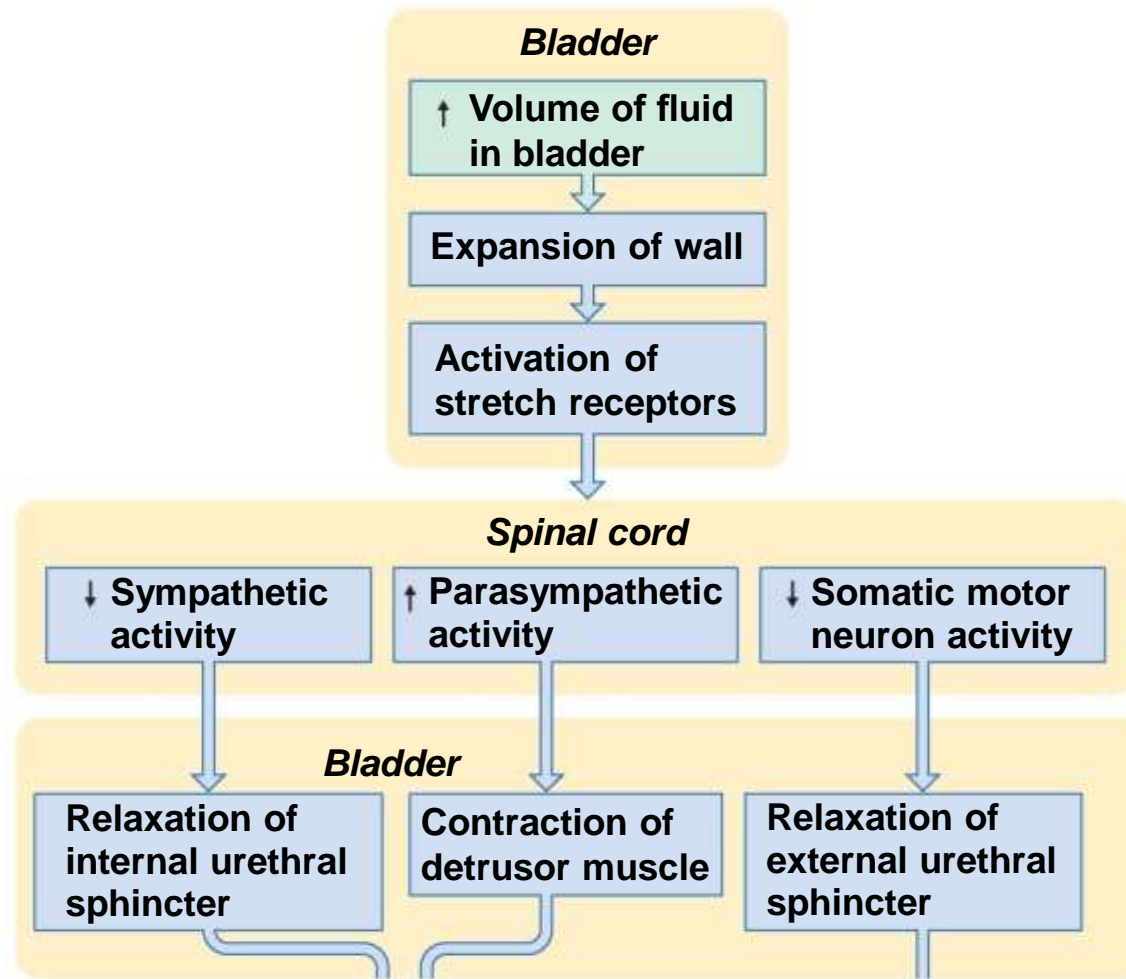 Bladder
↑ Volume of fluid
in bladder
Expansion of wall
Activation of
stretch receptors
Spinal cord
↓ Sympathetic
activity
↑ Parasympathetic
activity
↓ Somatic motor
neuron activity
Bladder
Relaxation of
internal urethral
sphincter
Contraction of
detrusor muscle
Relaxation of
external urethral
sphincter